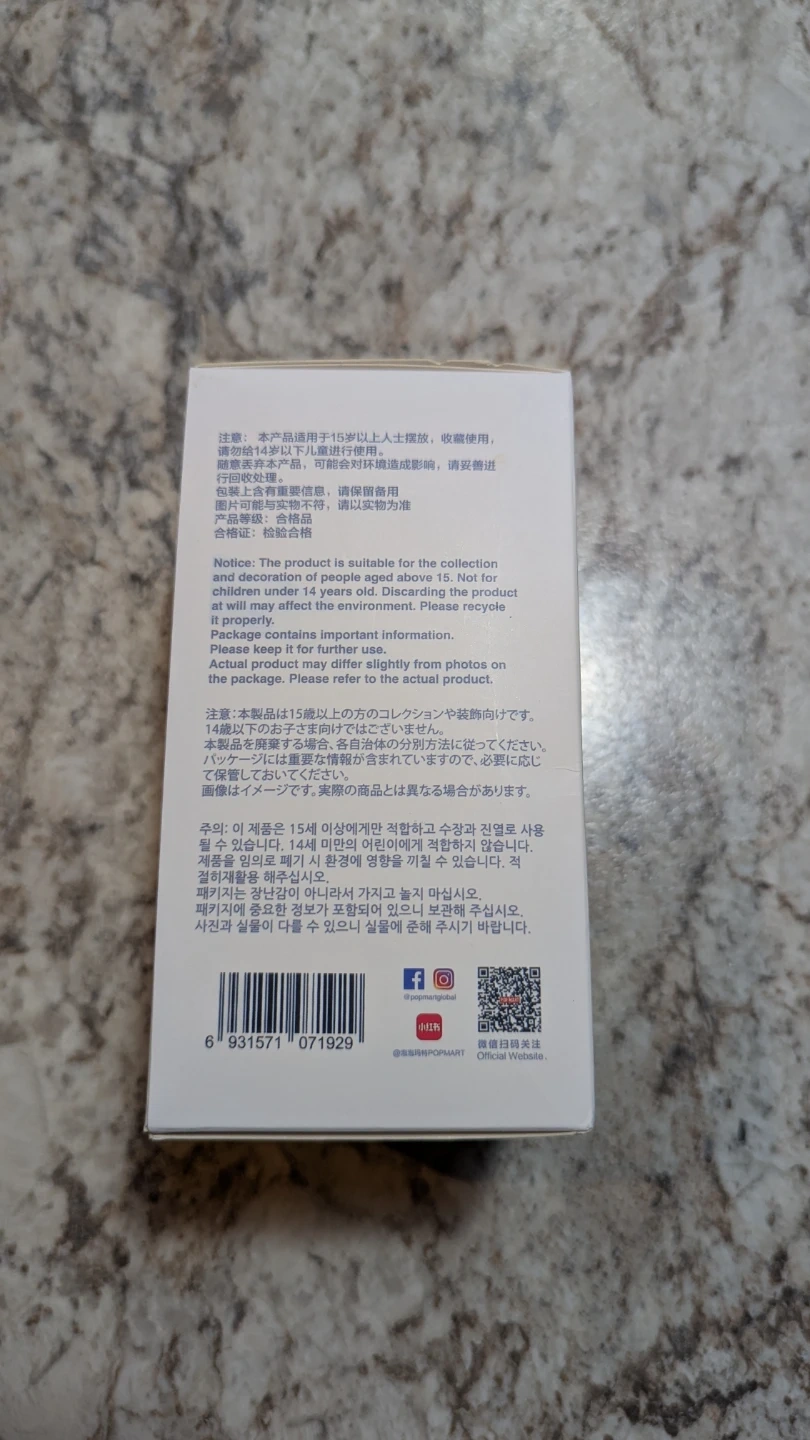 注意： 本产品适用于15岁以上人士摆放，收藏使用，
请勿给14岁以下儿童进行使用。
随意丢弃本产品，可能会对环境造成影响，请妥善进
行回收处理。
包装上含有重要信息，请保留备用
图片可能与实物不符，请以实物为准
产品等级：合格品
合格证：检验合格
Notice: The product is suitable for the collection
and decoration of people aged above 15. Not for
children under 14 years old. Discarding the product
at will may affect the environment. Please recycle
it properly.
Package contains important information.
Please keep it for further use.
Actual product may differ slightly from photos on
the package. Please refer to the actual product.
注意：本製品は15歳以上の方のコレクションや装飾向けです。
14歳以下のお子さま向けではございません。
本製品を廃棄する場合、各自治体の分別方法に従ってください。
パッケージには重要な情報が含まれていますので、必要に応じ
て保管しておいてください。
画像はイメージです。実際の商品とは異なる場合があります。
주의: 이 제품은 15세 이상에게만 적합하고 수장과 진열로 사용
될 수 있습니다. 14세 미만의 어린이에게 적합하지 않습니다.
제품을 임의로 폐기 시 환경에 영향을 끼칠 수 있습니다. 적
절히재활용 해주십시오.
패키지는 장난감이 아니라서 가지고 놀지 마십시오.
패키지에 중요한 정보가 포함되어 있으니 보관해 주십시오.
사진과 실물이 다를 수 있으니 실물에 준해 주시기 바랍니다.
6 931571 071929
@popmartglobal
小红书
@泡泡玛特POPMART
POP MART
微信扫码关注
Official Website.